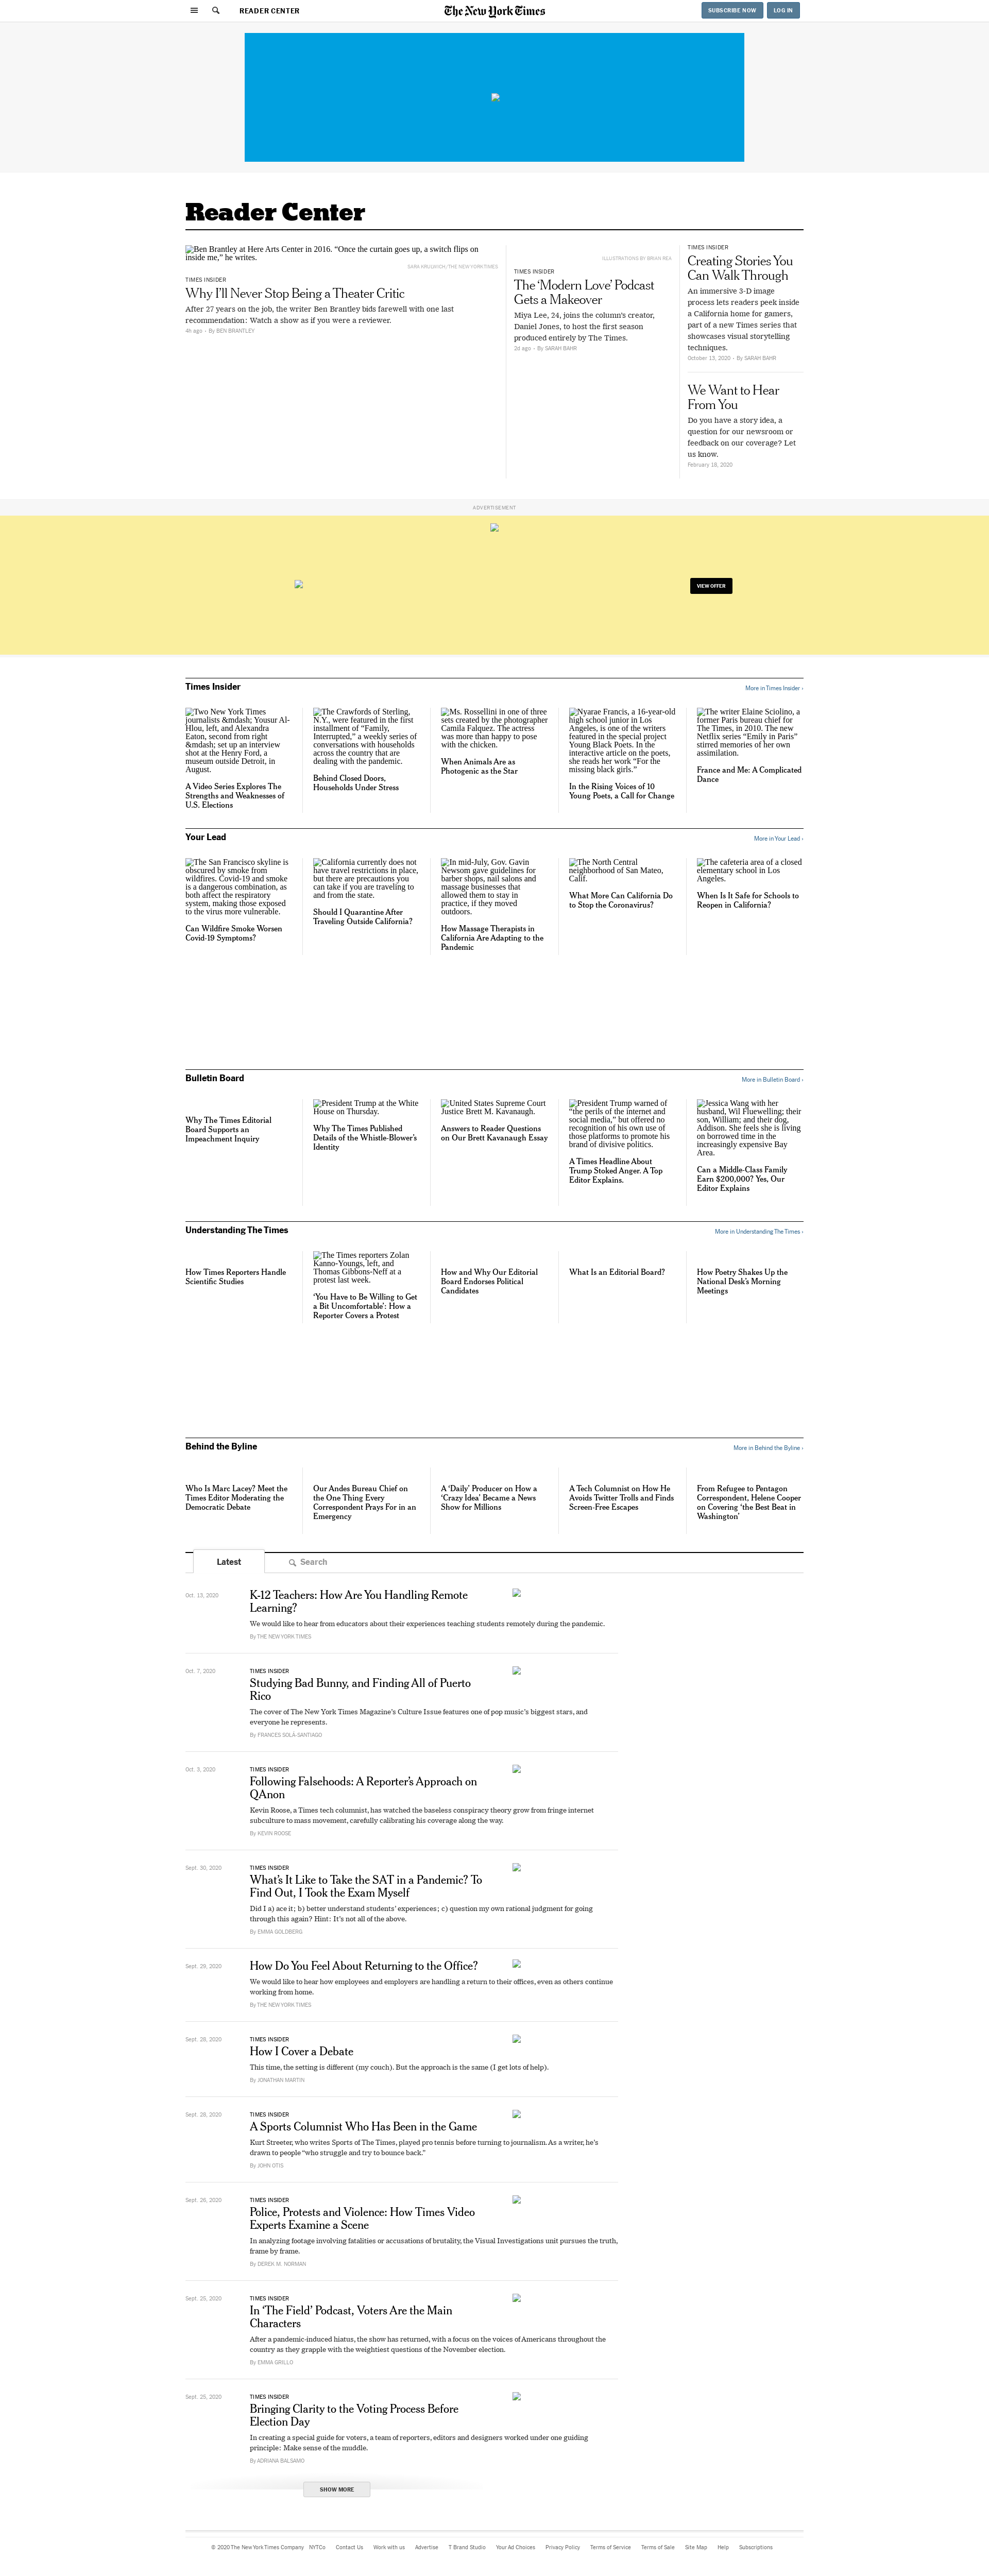 READER CENTER
The New York Times
SUBSCRIBE NOW
LOG IN
Reader Center
Ben Brantley at Here Arts Center in 2016. “Once the curtain goes up, a switch flips on
inside me,” he writes.
SARA KRULWICH/THE NEW YORK TIMES
TIMES INSIDER
Why I’ll Never Stop Being a Theater Critic
After 27 years on the job, the writer Ben Brantley bids farewell with one last
recommendation: Watch a show as if you were a reviewer.
4h ago - By BEN BRANTLEY
ILLUSTRATIONS BY BRIAN REA
TIMES INSIDER
The ‘Modern Love’ Podcast
Gets a Makeover
Miya Lee, 24, joins the column’s creator,
Daniel Jones, to host the first season
produced entirely by The Times.
2d ago - By SARAH BAHR
TIMES INSIDER
Creating Stories You
Can Walk Through
An immersive 3-D image
process lets readers peek inside
a California home for gamers,
part of a new Times series that
showcases visual storytelling
techniques.
October 13, 2020 - By SARAH BAHR
We Want to Hear
From You
Do you have a story idea, a
question for our newsroom or
feedback on our coverage? Let
us know.
February 18, 2020
ADVERTISEMENT
VIEW OFFER
Times Insider
More in Times Insider ›
Two New York Times
journalists &mdash; Yousur Al-
Hlou, left, and Alexandra
Eaton, second from right
&mdash; set up an interview
shot at the Henry Ford, a
museum outside Detroit, in
August.
A Video Series Explores The
Strengths and Weaknesses of
U.S. Elections
The Crawfords of Sterling,
N.Y., were featured in the first
installment of “Family,
Interrupted,” a weekly series of
conversations with households
across the country that are
dealing with the pandemic.
Behind Closed Doors,
Households Under Stress
Ms. Rossellini in one of three
sets created by the photographer
Camila Falquez. The actress
was more than happy to pose
with the chicken.
When Animals Are as
Photogenic as the Star
Nyarae Francis, a 16-year-old
high school junior in Los
Angeles, is one of the writers
featured in the special project
Young Black Poets. In the
interactive article on the poets,
she reads her work “For the
missing black girls.”
In the Rising Voices of 10
Young Poets, a Call for Change
The writer Elaine Sciolino, a
former Paris bureau chief for
The Times, in 2010. The new
Netflix series “Emily in Paris”
stirred memories of her own
assimilation.
France and Me: A Complicated
Dance
Your Lead
More in Your Lead ›
The San Francisco skyline is
obscured by smoke from
wildfires. Covid-19 and smoke
is a dangerous combination, as
both affect the respiratory
system, making those exposed
to the virus more vulnerable.
Can Wildfire Smoke Worsen
Covid-19 Symptoms?
California currently does not
have travel restrictions in place,
but there are precautions you
can take if you are traveling to
and from the state.
Should I Quarantine After
Traveling Outside California?
In mid-July, Gov. Gavin
Newsom gave guidelines for
barber shops, nail salons and
massage businesses that
allowed them to stay in
practice, if they moved
outdoors.
How Massage Therapists in
California Are Adapting to the
Pandemic
The North Central
neighborhood of San Mateo,
Calif.
What More Can California Do
to Stop the Coronavirus?
The cafeteria area of a closed
elementary school in Los
Angeles.
When Is It Safe for Schools to
Reopen in California?
Bulletin Board
More in Bulletin Board ›
Why The Times Editorial
Board Supports an
Impeachment Inquiry
President Trump at the White
House on Thursday.
Why The Times Published
Details of the Whistle-Blower’s
Identity
United States Supreme Court
Justice Brett M. Kavanaugh.
Answers to Reader Questions
on Our Brett Kavanaugh Essay
President Trump warned of
“the perils of the internet and
social media,” but offered no
recognition of his own use of
those platforms to promote his
brand of divisive politics.
A Times Headline About
Trump Stoked Anger. A Top
Editor Explains.
Jessica Wang with her
husband, Wil Fluewelling; their
son, William; and their dog,
Addison. She feels she is living
on borrowed time in the
increasingly expensive Bay
Area.
Can a Middle-Class Family
Earn $200,000? Yes, Our
Editor Explains
Understanding The Times
More in Understanding The Times ›
How Times Reporters Handle
Scientific Studies
The Times reporters Zolan
Kanno-Youngs, left, and
Thomas Gibbons-Neff at a
protest last week.
‘You Have to Be Willing to Get
a Bit Uncomfortable’: How a
Reporter Covers a Protest
How and Why Our Editorial
Board Endorses Political
Candidates
What Is an Editorial Board?
How Poetry Shakes Up the
National Desk’s Morning
Meetings
Behind the Byline
More in Behind the Byline ›
Who Is Marc Lacey? Meet the
Times Editor Moderating the
Democratic Debate
Our Andes Bureau Chief on
the One Thing Every
Correspondent Prays For in an
Emergency
A ‘Daily’ Producer on How a
‘Crazy Idea’ Became a News
Show for Millions
A Tech Columnist on How He
Avoids Twitter Trolls and Finds
Screen-Free Escapes
From Refugee to Pentagon
Correspondent, Helene Cooper
on Covering ‘the Best Beat in
Washington’
Latest
Search
Oct. 13, 2020
K-12 Teachers: How Are You Handling Remote
Learning?
We would like to hear from educators about their experiences teaching students remotely during the pandemic.
By THE NEW YORK TIMES
Oct. 7, 2020
TIMES INSIDER
Studying Bad Bunny, and Finding All of Puerto
Rico
The cover of The New York Times Magazine’s Culture Issue features one of pop music’s biggest stars, and
everyone he represents.
By FRANCES SOLÁ-SANTIAGO
Oct. 3, 2020
TIMES INSIDER
Following Falsehoods: A Reporter’s Approach on
QAnon
Kevin Roose, a Times tech columnist, has watched the baseless conspiracy theory grow from fringe internet
subculture to mass movement, carefully calibrating his coverage along the way.
By KEVIN ROOSE
Sept. 30, 2020
TIMES INSIDER
What’s It Like to Take the SAT in a Pandemic? To
Find Out, I Took the Exam Myself
Did I a) ace it; b) better understand students’ experiences; c) question my own rational judgment for going
through this again? Hint: It’s not all of the above.
By EMMA GOLDBERG
Sept. 29, 2020
How Do You Feel About Returning to the Office?
We would like to hear how employees and employers are handling a return to their offices, even as others continue
working from home.
By THE NEW YORK TIMES
Sept. 28, 2020
TIMES INSIDER
How I Cover a Debate
This time, the setting is different (my couch). But the approach is the same (I get lots of help).
By JONATHAN MARTIN
Sept. 28, 2020
TIMES INSIDER
A Sports Columnist Who Has Been in the Game
Kurt Streeter, who writes Sports of The Times, played pro tennis before turning to journalism. As a writer, he’s
drawn to people “who struggle and try to bounce back.”
By JOHN OTIS
Sept. 26, 2020
TIMES INSIDER
Police, Protests and Violence: How Times Video
Experts Examine a Scene
In analyzing footage involving fatalities or accusations of brutality, the Visual Investigations unit pursues the truth,
frame by frame.
By DEREK M. NORMAN
Sept. 25, 2020
TIMES INSIDER
In ‘The Field’ Podcast, Voters Are the Main
Characters
After a pandemic-induced hiatus, the show has returned, with a focus on the voices of Americans throughout the
country as they grapple with the weightiest questions of the November election.
By EMMA GRILLO
Sept. 25, 2020
TIMES INSIDER
Bringing Clarity to the Voting Process Before
Election Day
In creating a special guide for voters, a team of reporters, editors and designers worked under one guiding
principle: Make sense of the muddle.
By ADRIANA BALSAMO
SHOW MORE
© 2020 The New York Times Company NYTCo Contact Us Work with us Advertise T Brand Studio Your Ad Choices Privacy Policy Terms of Service Terms of Sale Site Map Help Subscriptions